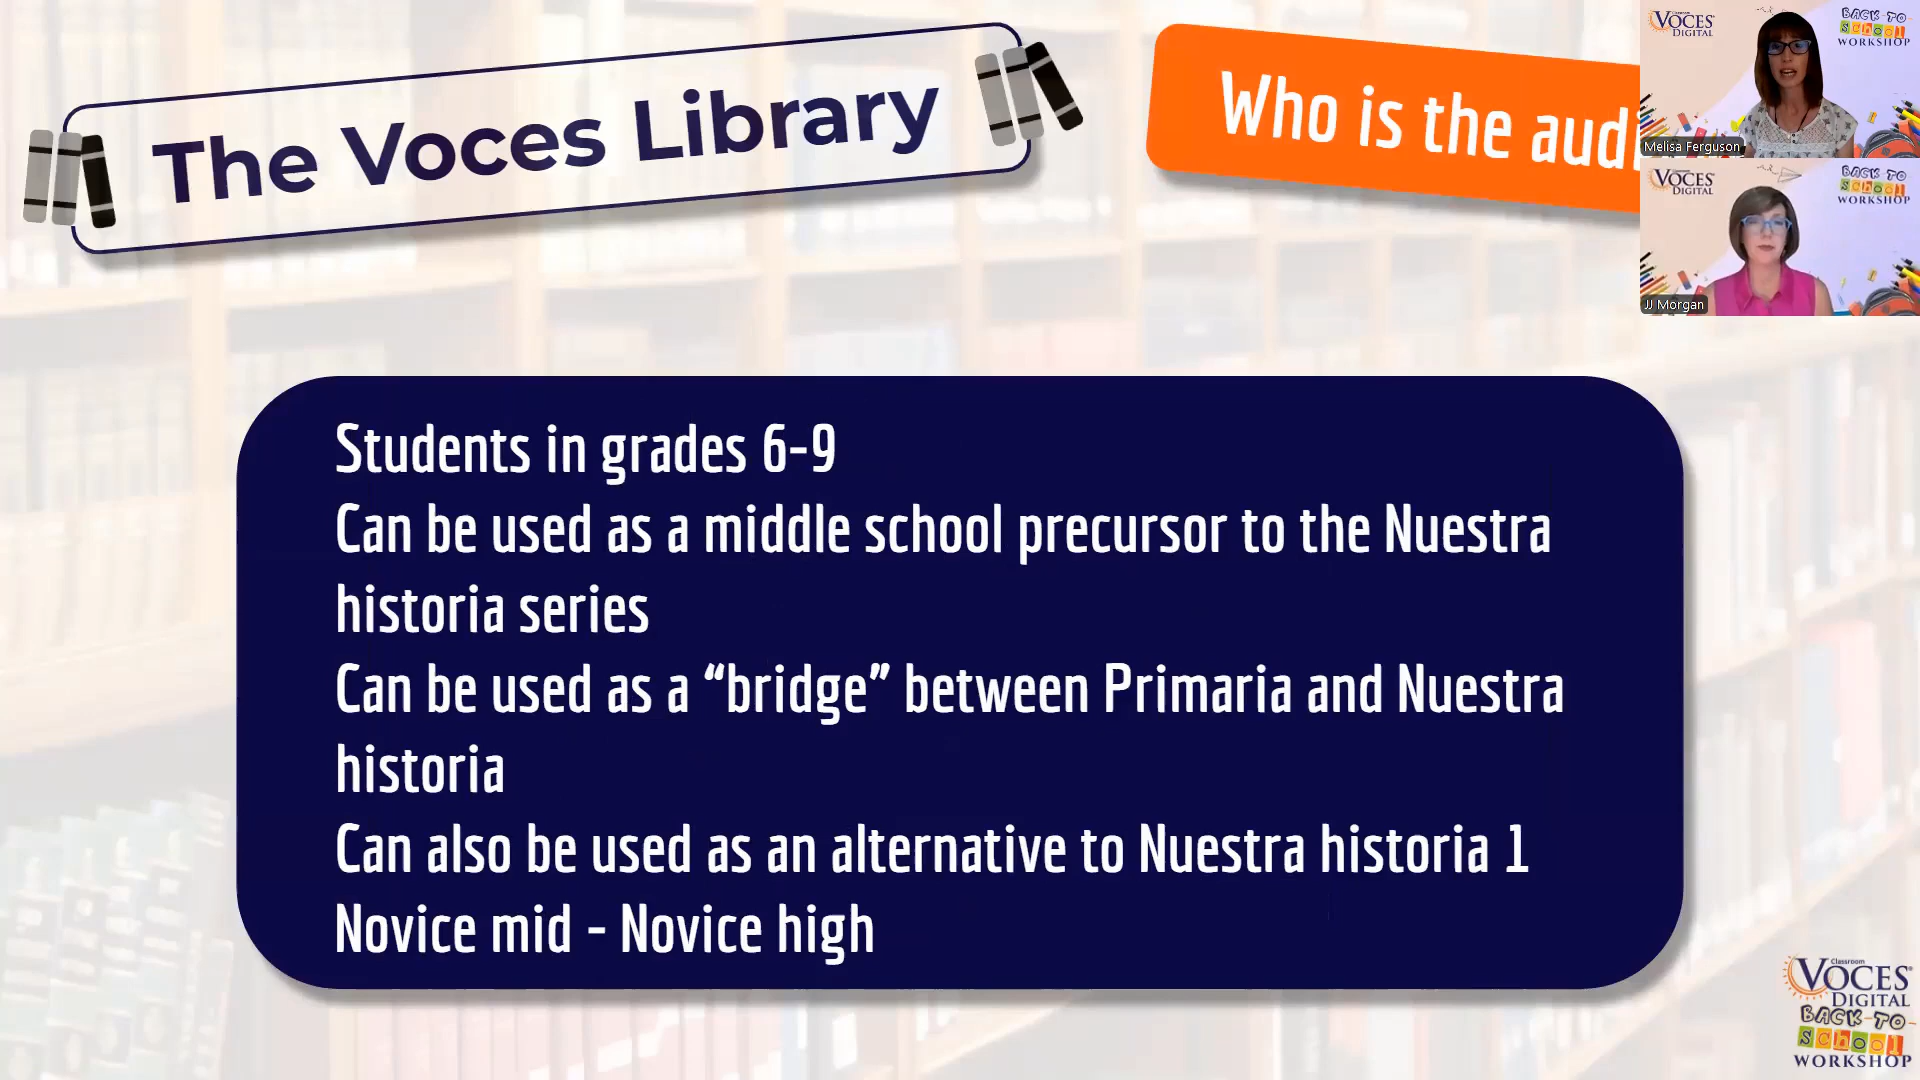 The Voces Library
Who is the
Classroom
VOCES
DIGITAL
BACK TO
School
WORKSHOP
Melisa Ferguson
VOCES
DIGITAL
BACK TO
School
WORKSHOP
JJ Morgan
Students in grades 6-9
Can be used as a middle school precursor to the Nuestra
historia series
Can be used as a “bridge” between Primaria and Nuestra
historia
Can also be used as an alternative to Nuestra historia 1
Novice mid - Novice high
Classroom
VOCES®
DIGITAL
BACK-TO-
School
WORKSHOP